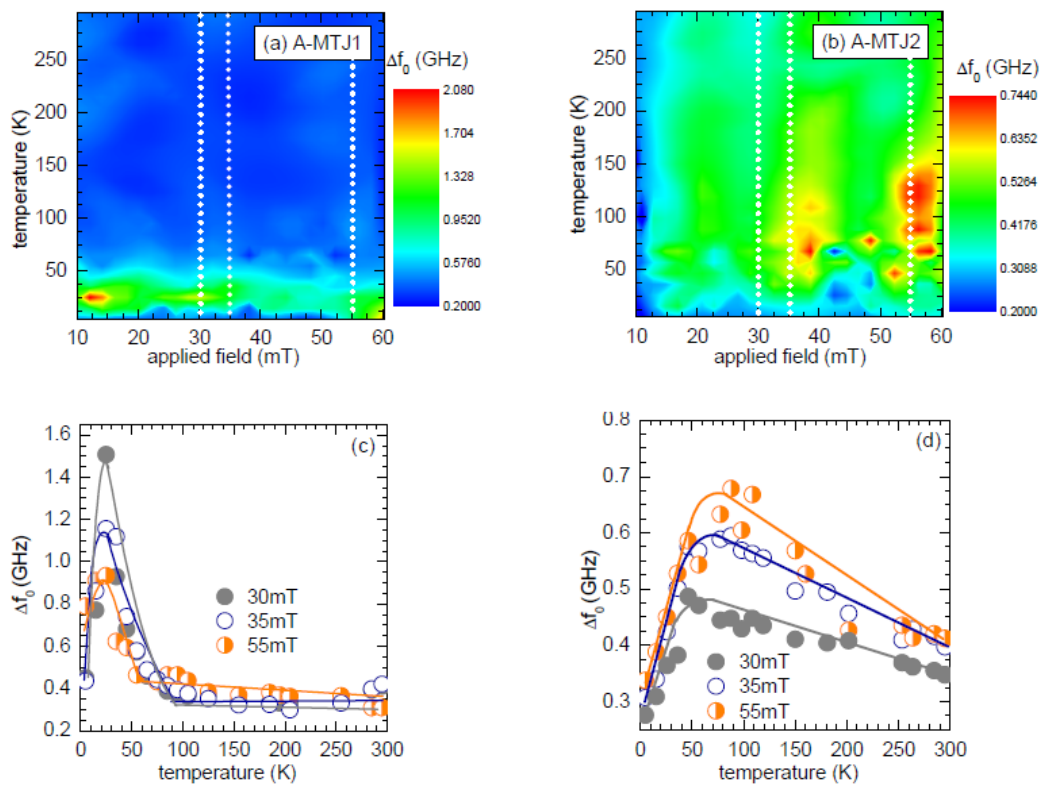 (a) A-MTJ1
Δf₀ (GHz)
2.080
1.704
1.328
0.9520
0.5760
0.2000
temperature (K)
250
200
150
100
50
10 20 30 40 50 60
applied field (mT)
(b) A-MTJ2
Δf₀ (GHz)
0.7440
0.6352
0.5264
0.4176
0.3088
0.2000
temperature (K)
250
200
150
100
50
10 20 30 40 50 60
applied field (mT)
(c)
Δf₀ (GHz)
1.6
1.4
1.2
1.0
0.8
0.6
0.4
0.2
30mT
35mT
55mT
0 50 100 150 200 250 300
temperature (K)
(d)
Δf₀ (GHz)
0.8
0.7
0.6
0.5
0.4
0.3
30mT
35mT
55mT
0 50 100 150 200 250 300
temperature (K)